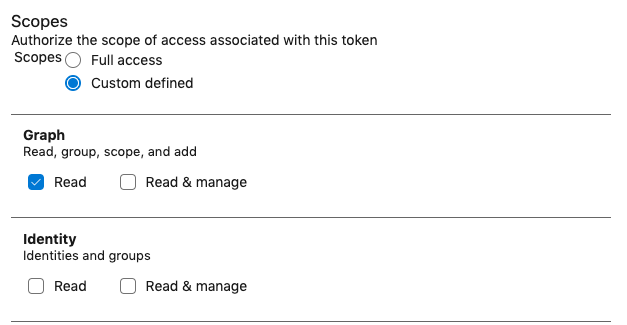 Scopes
Authorize the scope of access associated with this token
Scopes Full access
Custom defined
Graph
Read, group, scope, and add
Read Read & manage
Identity
Identities and groups
Read Read & manage